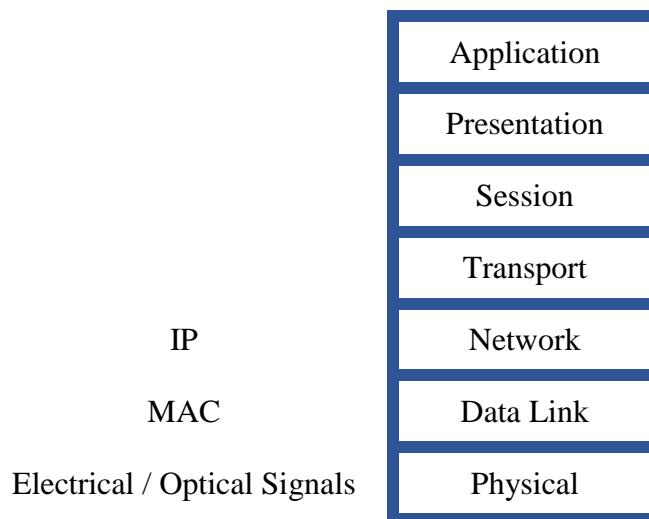 Application
Presentation
Session
Transport
IP Network
MAC Data Link
Electrical / Optical Signals Physical